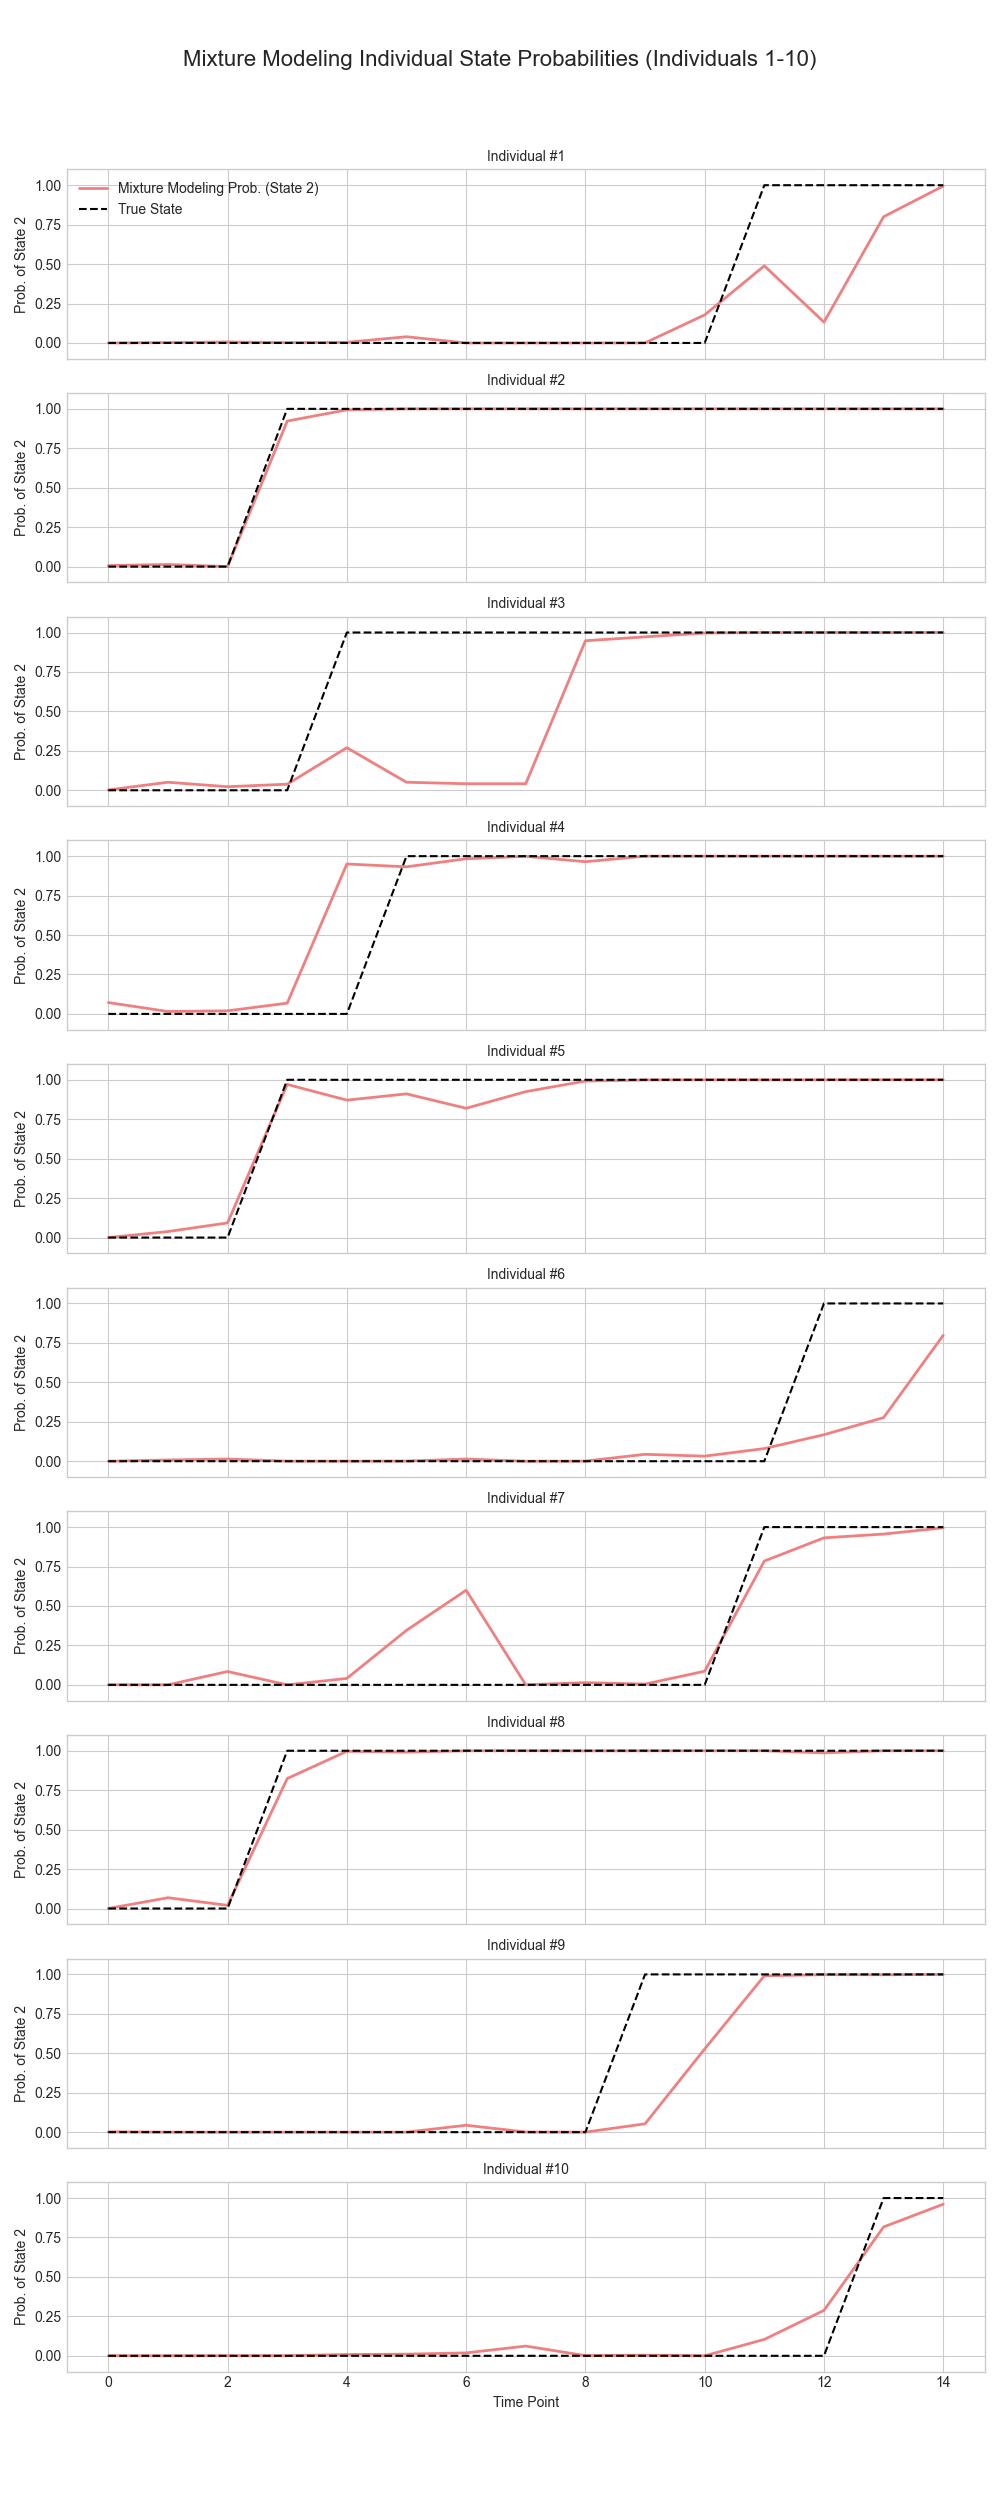 Mixture Modeling Individual State Probabilities (Individuals 1-10)
Individual #1
Mixture Modeling Prob. (State 2)
True State
1.00
0.75
0.50
0.25
0.00
Prob. of State 2
Individual #2
1.00
0.75
0.50
0.25
0.00
Prob. of State 2
Individual #3
1.00
0.75
0.50
0.25
0.00
Prob. of State 2
Individual #4
1.00
0.75
0.50
0.25
0.00
Prob. of State 2
Individual #5
1.00
0.75
0.50
0.25
0.00
Prob. of State 2
Individual #6
1.00
0.75
0.50
0.25
0.00
Prob. of State 2
Individual #7
1.00
0.75
0.50
0.25
0.00
Prob. of State 2
Individual #8
1.00
0.75
0.50
0.25
0.00
Prob. of State 2
Individual #9
1.00
0.75
0.50
0.25
0.00
Prob. of State 2
Individual #10
1.00
0.75
0.50
0.25
0.00
Prob. of State 2
0 2 4 6 8 10 12 14
Time Point